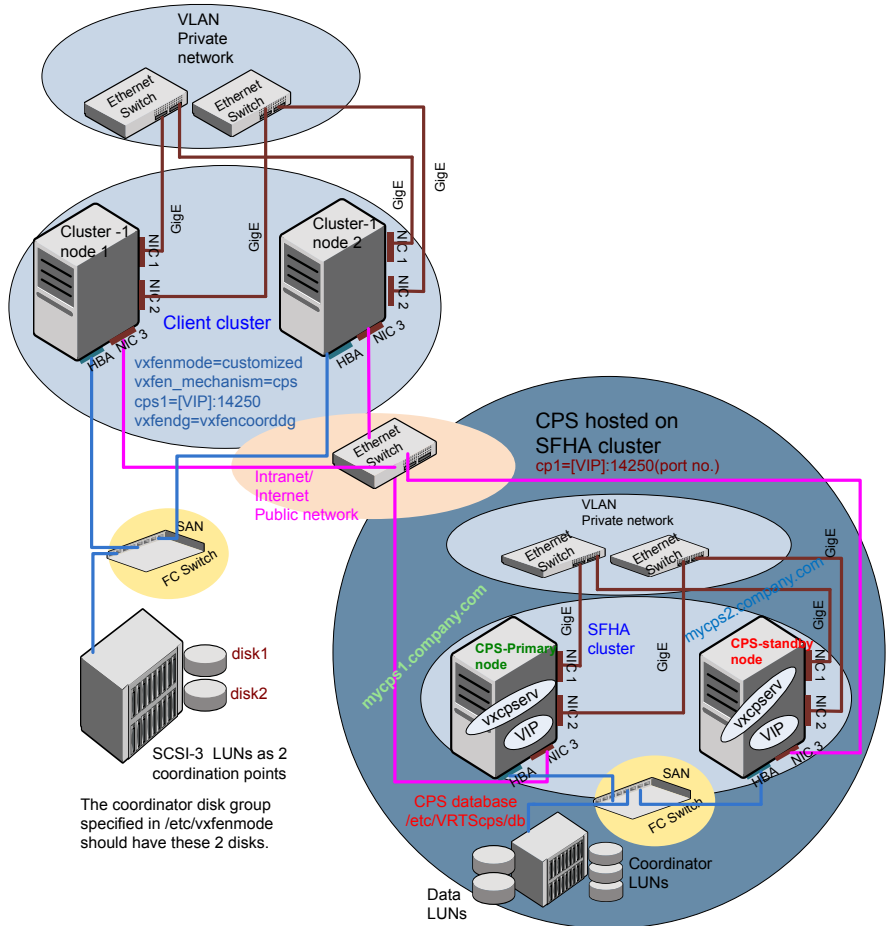 VLAN
Private
network
Ethernet
Switch
Ethernet
Switch
GigE
GigE
GigE
GigE
Cluster -1
node 1
NIC 1
NIC 2
HBA
NIC 3
Cluster-1
node 2
NIC 1
NIC 2
HBA
NIC 3
Client cluster
vxfenmode=customized
vxfen_mechanism=cps
cps1=[VIP]:14250
vxfendg=vxfencoorddg
Ethernet
Switch
Intranet/
Internet
Public network
SAN
FC Switch
disk1
disk2
SCSI-3 LUNs as 2
coordination points
The coordinator disk group
specified in /etc/vxfenmode
should have these 2 disks.
CPS hosted on
SFHA cluster
cp1=[VIP]:14250(port no.)
VLAN
Private network
Ethernet
Switch
Ethernet
Switch
GigE
GigE
GigE
GigE
mycps1.company.com
mycps2.company.com
SFHA
cluster
CPS-Primary
node
NIC 1
NIC 2
vxcpserv
VIP
HBA
NIC 3
CPS-standby
node
NIC 1
NIC 2
vxcpserv
VIP
HBA
NIC 3
SAN
FC Switch
CPS database
/etc/VRTScps/db
Data
LUNs
Coordinator
LUNs